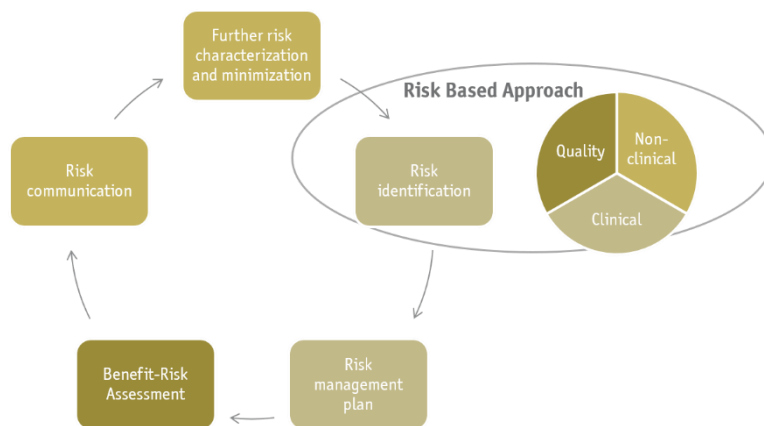 Further risk
characterization
and minimization
Risk Based Approach
Quality
Non-
clinical
Clinical
Risk
identification
Risk
communication
Benefit-Risk
Assessment
Risk
management
plan